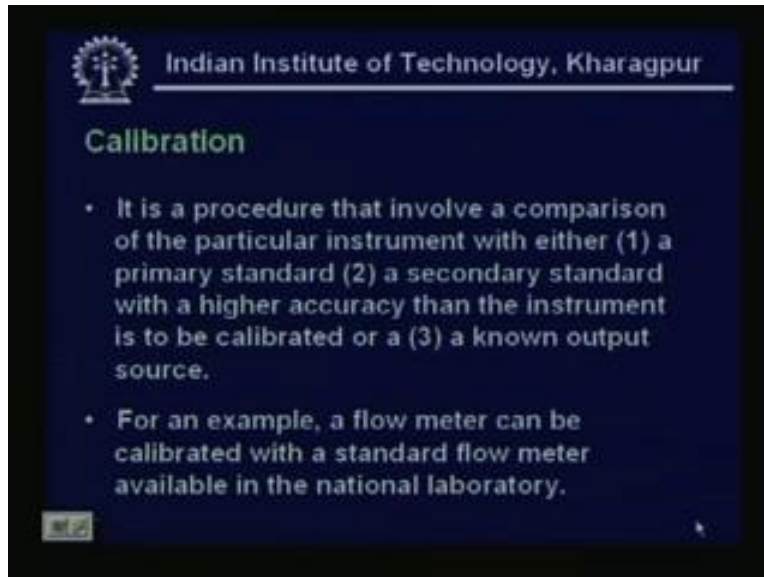 Indian Institute of Technology, Kharagpur
Calibration
• It is a procedure that involve a comparison
of the particular instrument with either (1) a
primary standard (2) a secondary standard
with a higher accuracy than the instrument
is to be calibrated or a (3) a known output
source.
• For an example, a flow meter can be
calibrated with a standard flow meter
available in the national laboratory.